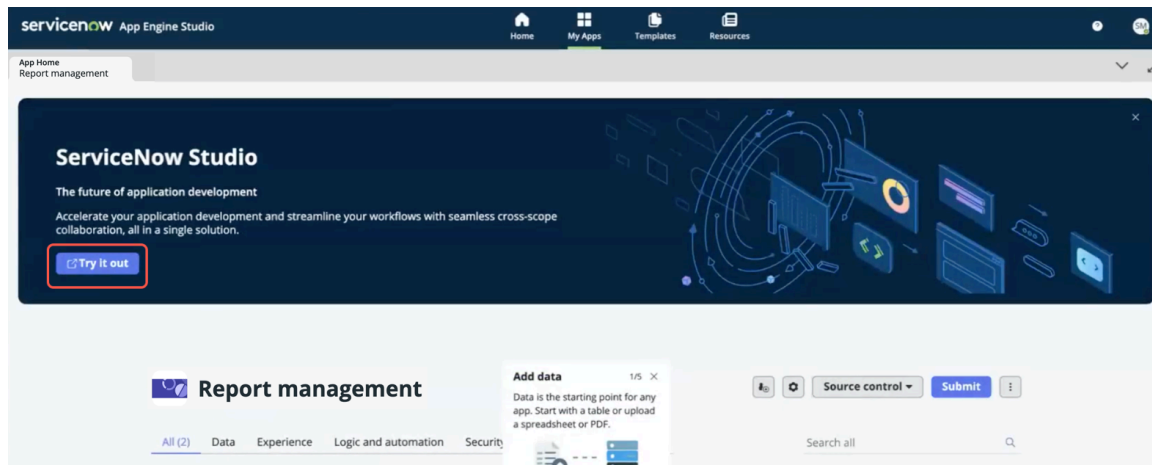 servicenow App Engine Studio
Home
My Apps
Templates
Resources
?
SM
App Home
Report management
ServiceNow Studio
The future of application development
Accelerate your application development and streamline your workflows with seamless cross-scope
collaboration, all in a single solution.
Try it out
Report management
Source control
Submit
Add data
1/5
Data is the starting point for any
app. Start with a table or upload
a spreadsheet or PDF.
All (2)
Data
Experience
Logic and automation
Security
Search all